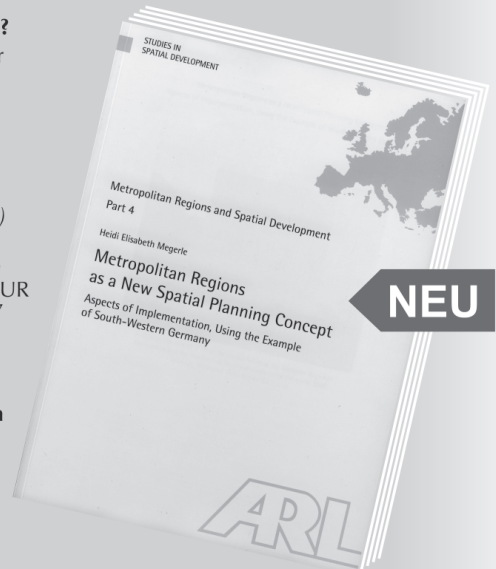 ?
r
)
UR
STUDIES IN
SPATIAL DEVELOPMENT
Metropolitan Regions and Spatial Development
Part 4
Heidi Elisabeth Megerle
Metropolitan Regions
as a New Spatial Planning Concept
Aspects of Implementation, Using the Example
of South-Western Germany
NEU
ARL